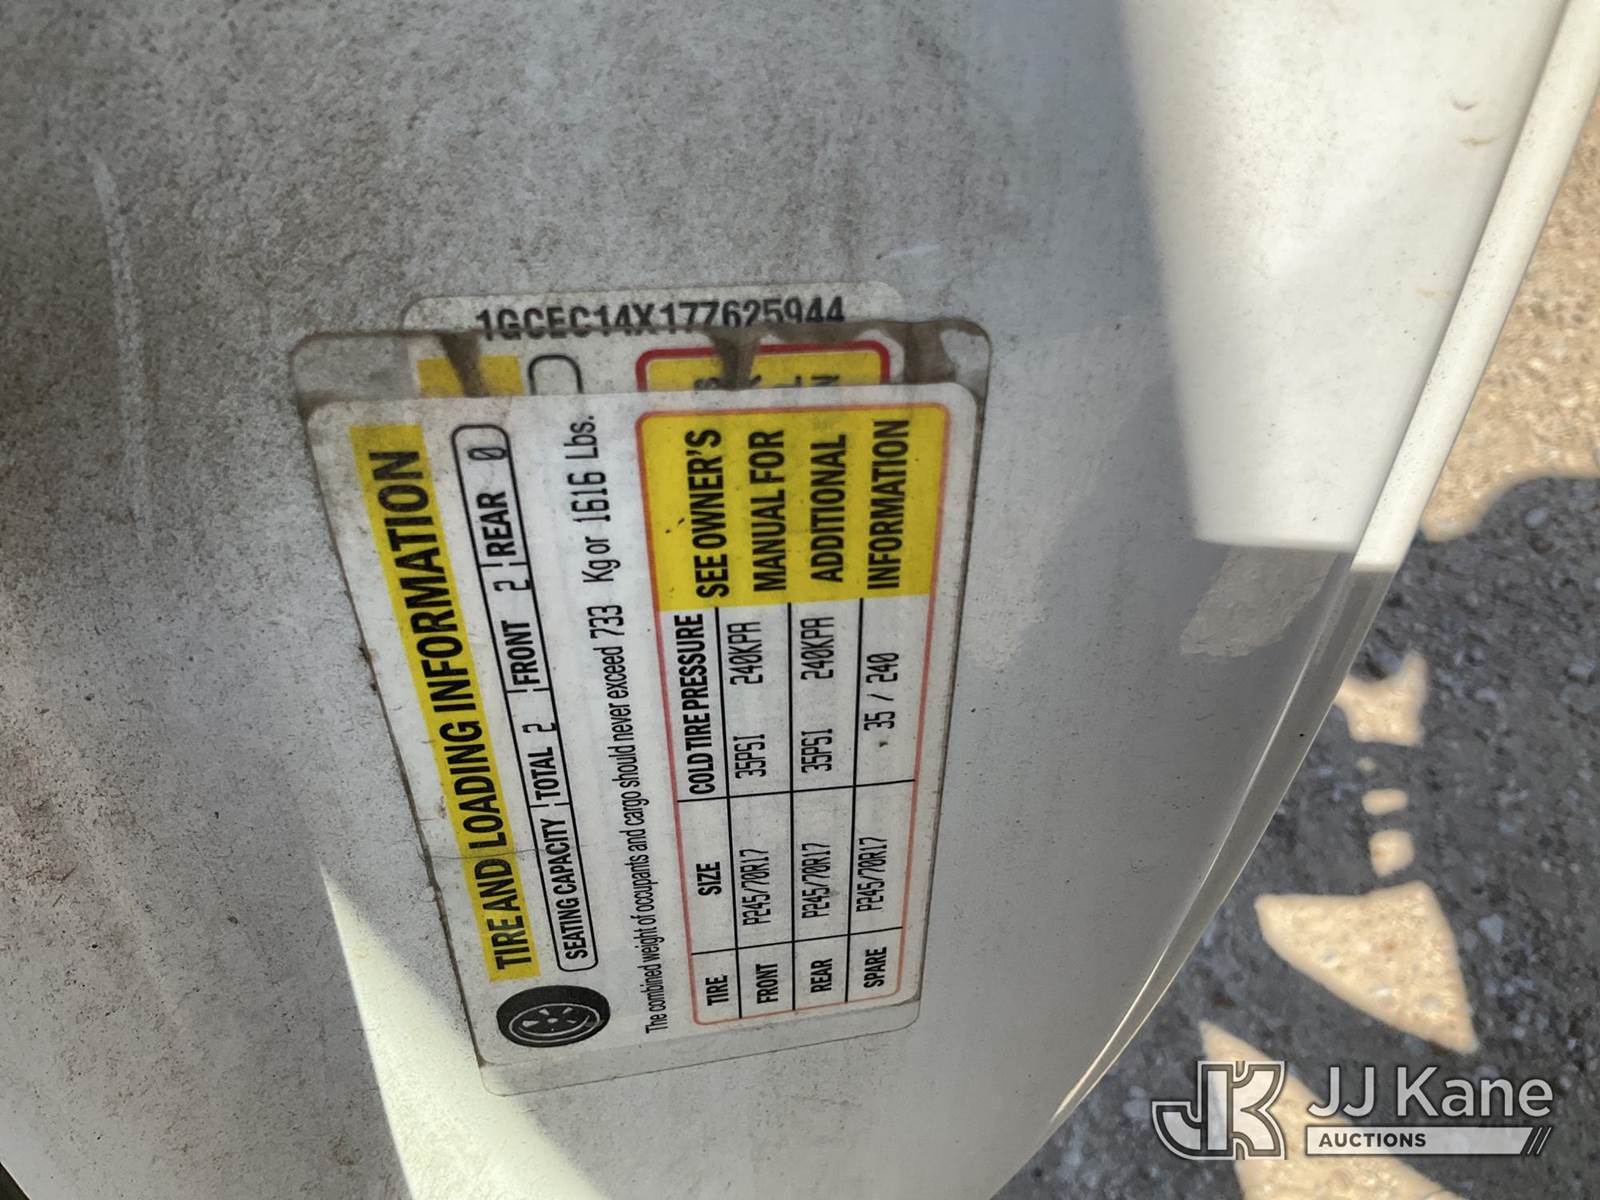 1GCEC14X177625944
TIRE AND LOADING INFORMATION
SEATING CAPACITY TOTAL 2 FRONT 2 REAR 0
The combined weight of occupants and cargo should never exceed 733 Kg or 1616 Lbs.
TIRE SIZE COLD TIRE PRESSURE SEE OWNER'S
FRONT P245/70R17 35PSI 240KPA MANUAL FOR
REAR P245/70R17 35PSI 240KPA ADDITIONAL
SPARE P245/70R17 35 / 240 INFORMATION
JK JJ Kane
AUCTIONS